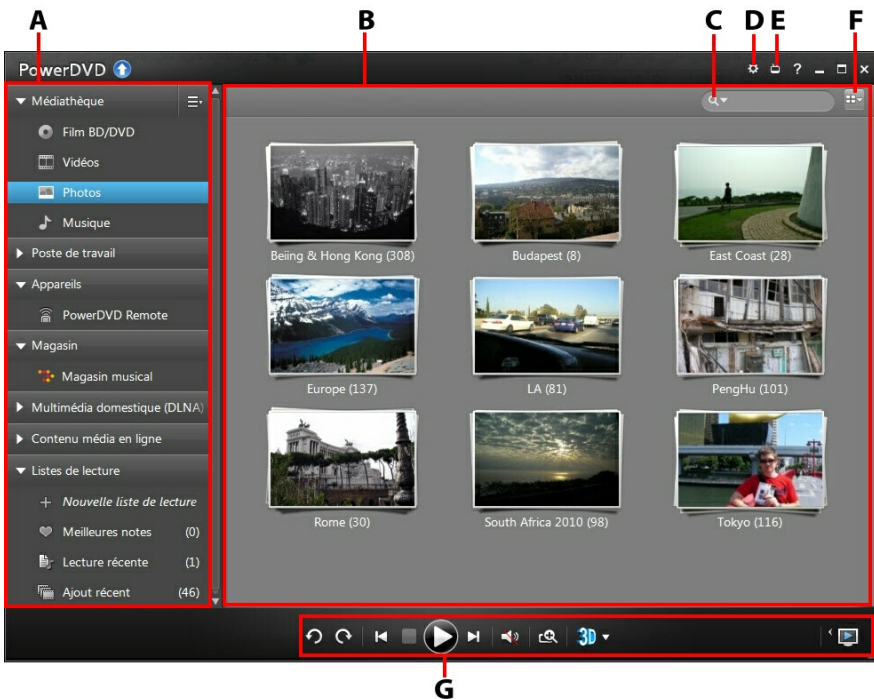 A
B
C
D
E
F
PowerDVD
?
Médiathèque
Film BD/DVD
Vidéos
Photos
Musique
Poste de travail
Appareils
PowerDVD Remote
Magasin
Magasin musical
Multimédia domestique (DLNA)
Contenu média en ligne
Listes de lecture
Nouvelle liste de lecture
Meilleures notes (0)
Lecture récente (1)
Ajout récent (46)
Beiing & Hong Kong (308)
Budapest (8)
East Coast (28)
Europe (137)
LA (81)
PengHu (101)
Rome (30)
South Africa 2010 (98)
Tokyo (116)
3D
G